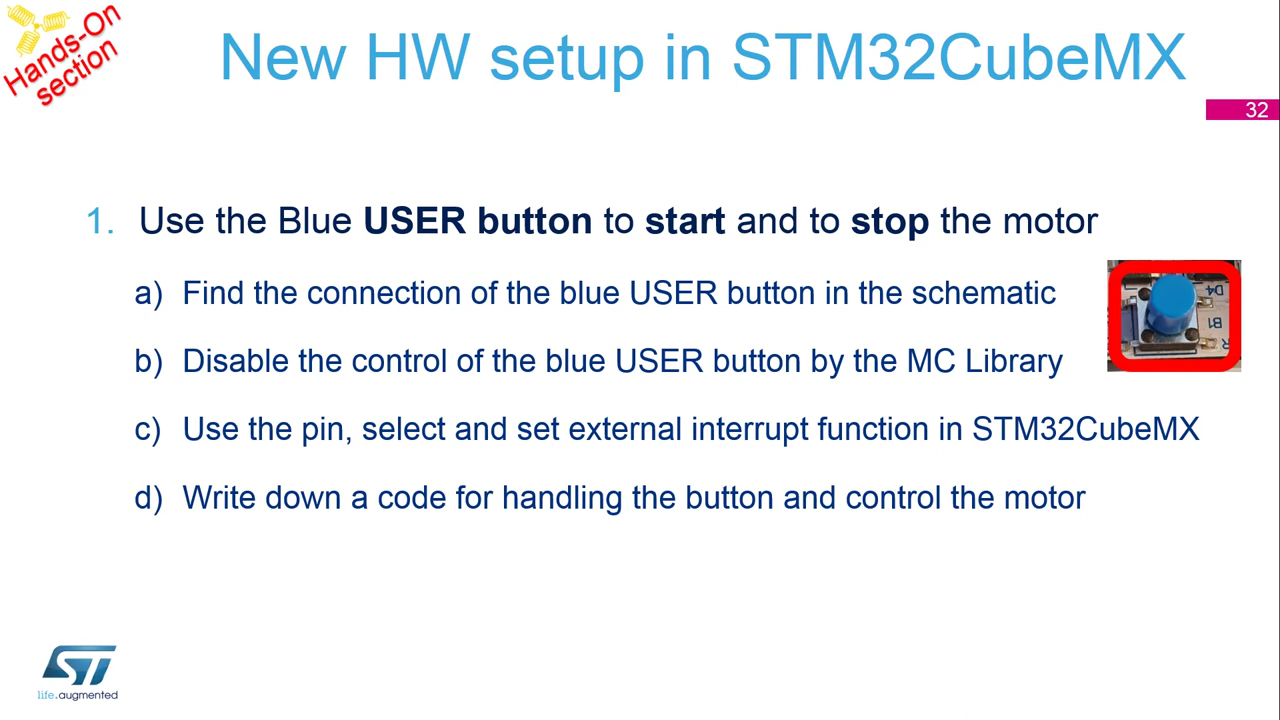 Hands-On
section
New HW setup in STM32CubeMX
32
1. Use the Blue USER button to start and to stop the motor
a) Find the connection of the blue USER button in the schematic
b) Disable the control of the blue USER button by the MC Library
c) Use the pin, select and set external interrupt function in STM32CubeMX
d) Write down a code for handling the button and control the motor
D4
B1
R
ST
life.augmented